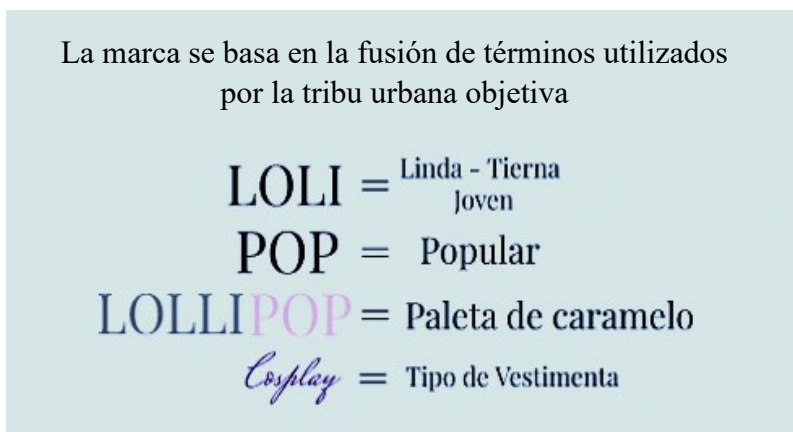 La marca se basa en la fusión de términos utilizados
por la tribu urbana objetiva
LOLI = Linda - Tierna
Joven
POP = Popular
LOLLIPOP = Paleta de caramelo
Cosplay = Tipo de Vestimenta